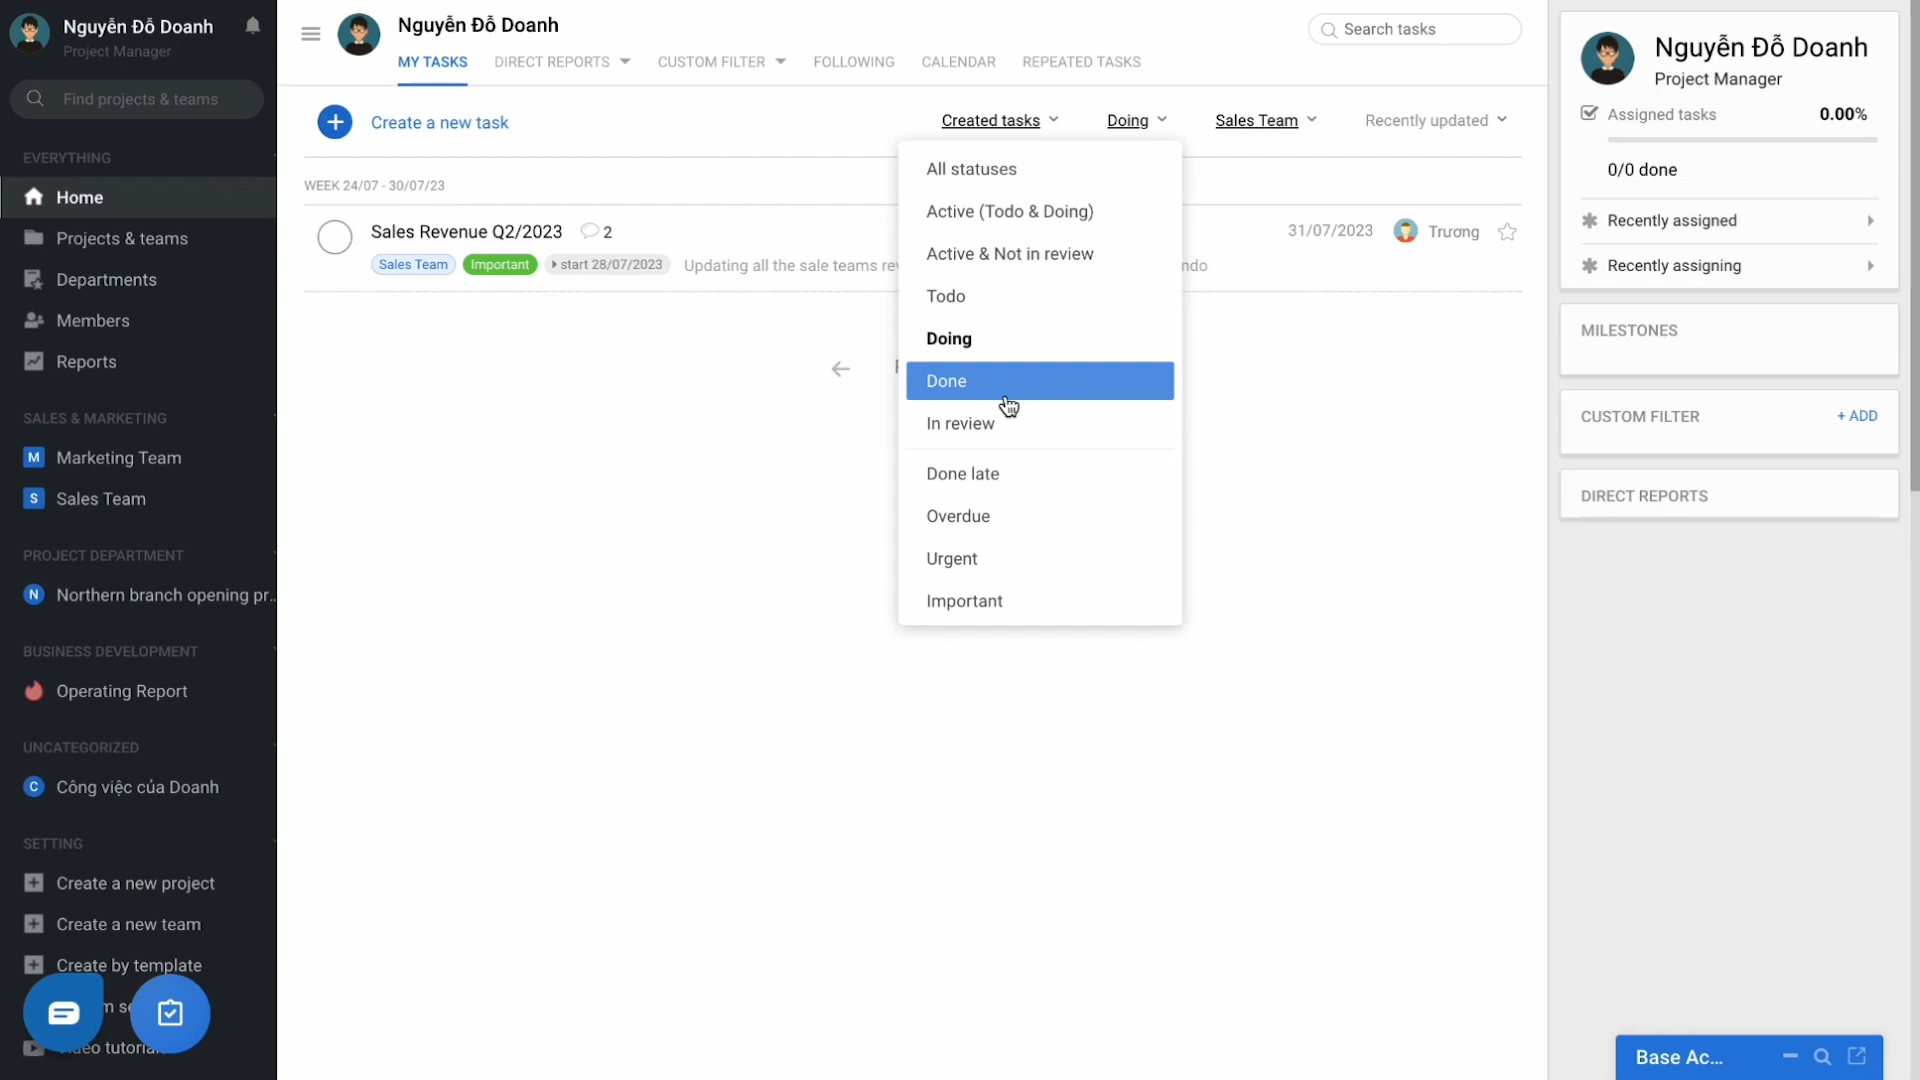 Nguyễn Đỗ Doanh
Project Manager
Find projects & teams
EVERYTHING
Home
Projects & teams
Departments
Members
Reports
SALES & MARKETING
M Marketing Team
S Sales Team
PROJECT DEPARTMENT
N Northern branch opening pr...
BUSINESS DEVELOPMENT
Operating Report
UNCATEGORIZED
C Công việc của Doanh
SETTING
Create a new project
Create a new team
Create by template
Nguyễn Đỗ Doanh
Search tasks
MY TASKS DIRECT REPORTS CUSTOM FILTER FOLLOWING CALENDAR REPEATED TASKS
Create a new task
Created tasks Doing Sales Team Recently updated
WEEK 24/07 - 30/07/23
Sales Revenue Q2/2023 2
31/07/2023 Trương
Sales Team Important start 28/07/2023 Updating all the sale teams
All statuses
Active (Todo & Doing)
Active & Not in review
Todo
Doing
Done
In review
Done late
Overdue
Urgent
Important
Nguyễn Đỗ Doanh
Project Manager
Assigned tasks 0.00%
0/0 done
Recently assigned
Recently assigning
MILESTONES
CUSTOM FILTER + ADD
DIRECT REPORTS
Base Ac...